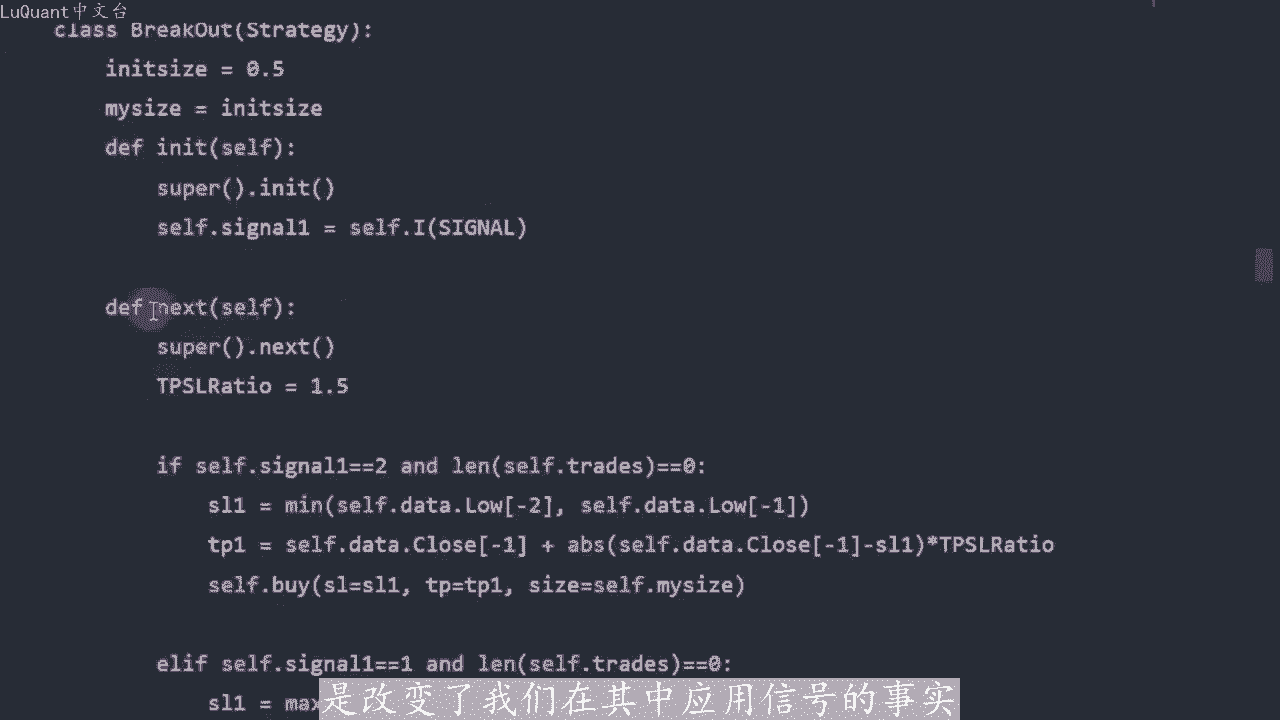 LuQuant中文台
class BreakOut(Strategy):
initsize = 0.5
mysize = initsize
def init(self):
super().init()
self.signal1 = self.I(SIGNAL)
def next(self):
super().next()
TPSLRatio = 1.5
if self.signal1==2 and len(self.trades)==0:
sl1 = min(self.data.Low[-2], self.data.Low[-1])
tp1 = self.data.Close[-1] + abs(self.data.Close[-1]-sl1)*TPSLRatio
self.buy(sl=sl1, tp=tp1, size=self.mysize)
elif self.signal1==1 and len(self.trades)==0:
sl1 = max
是改变了我们在其中应用信号的事实